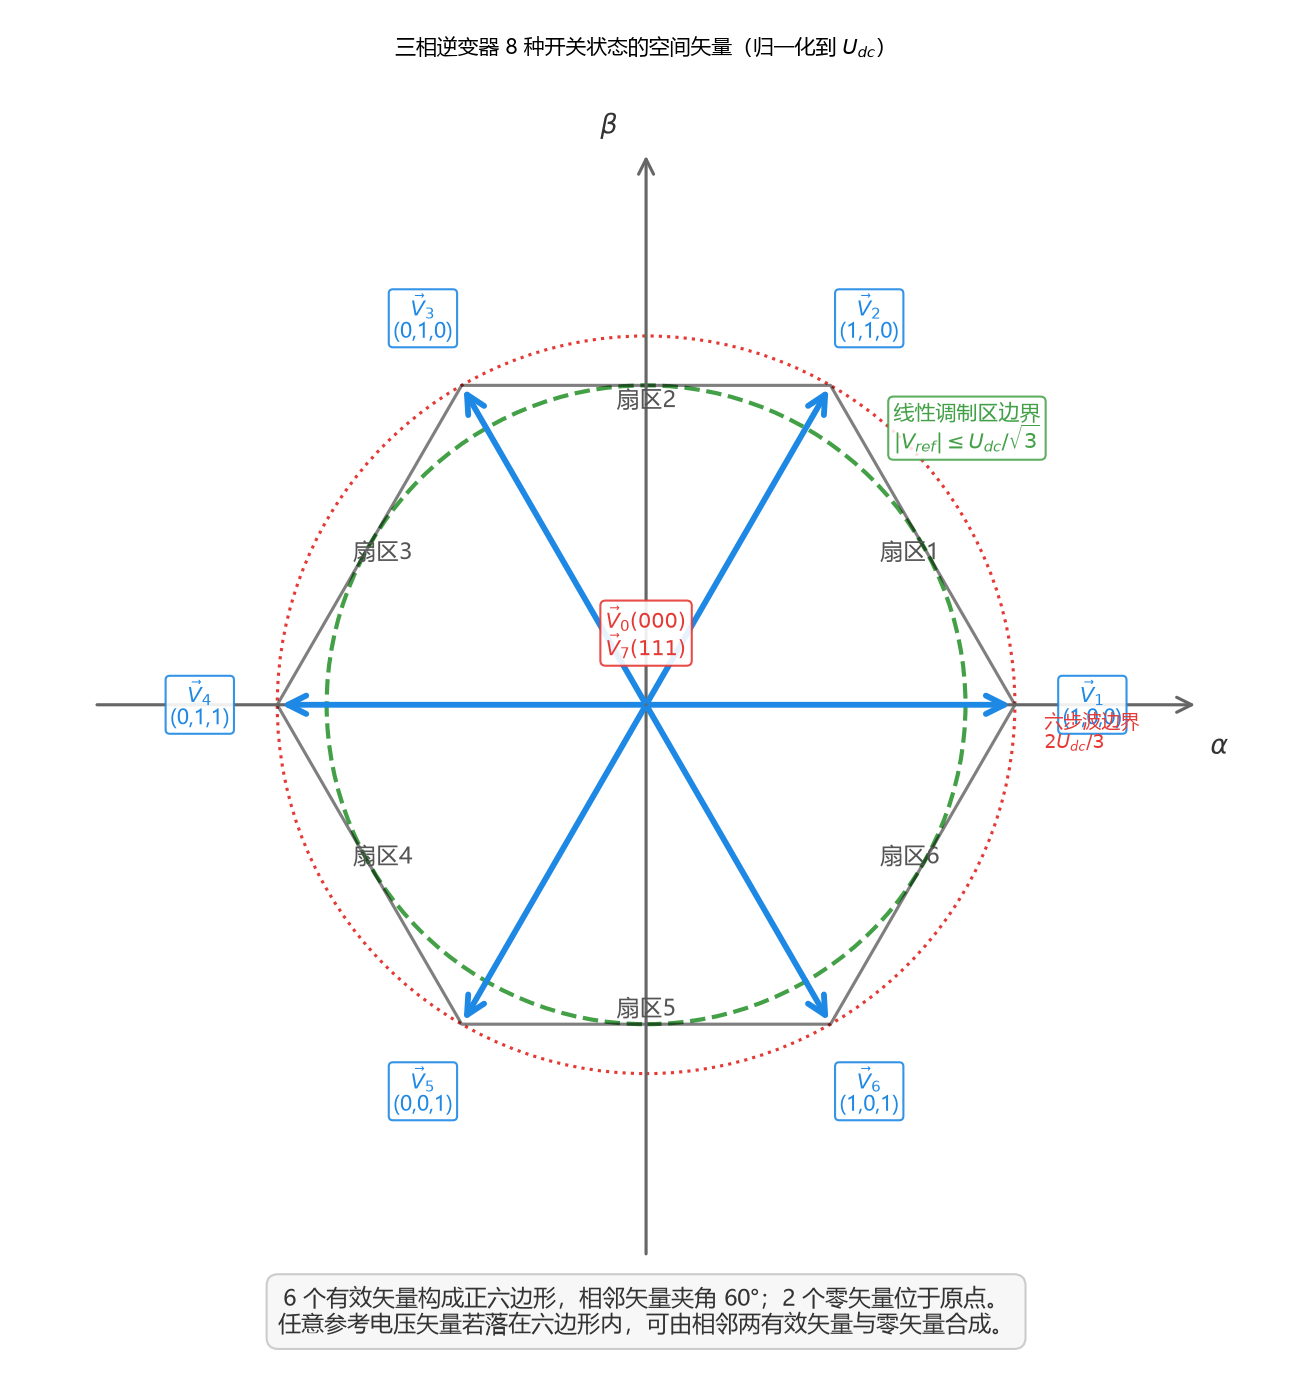 三相逆变器 8 种开关状态的空间矢量（归一化到 U_dc）
β
V⃗₃
(0,1,0)
V⃗₂
(1,1,0)
扇区2
线性调制区边界
|V_ref| ≤ U_dc/√3
扇区3
扇区1
V⃗₀(000)
V⃗₇(111)
V⃗₄
(0,1,1)
V⃗₁
(1,0,0)
六步波边界
2U_dc/3
α
扇区4
扇区6
扇区5
V⃗₅
(0,0,1)
V⃗₆
(1,0,1)
6 个有效矢量构成正六边形，相邻矢量夹角 60°；2 个零矢量位于原点。
任意参考电压矢量若落在六边形内，可由相邻两有效矢量与零矢量合成。